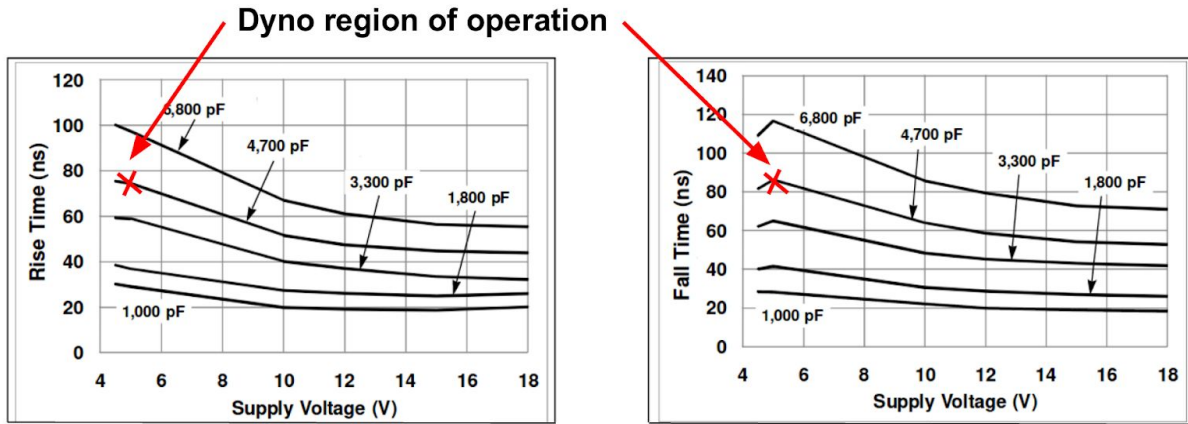 Dyno region of operation
120
100
80
60
40
20
0
Rise Time (ns)
6,800 pF
4,700 pF
3,300 pF
1,800 pF
1,000 pF
4 6 8 10 12 14 16 18
Supply Voltage (V)
140
120
100
80
60
40
20
0
Fall Time (ns)
6,800 pF
4,700 pF
3,300 pF
1,800 pF
1,000 pF
4 6 8 10 12 14 16 18
Supply Voltage (V)